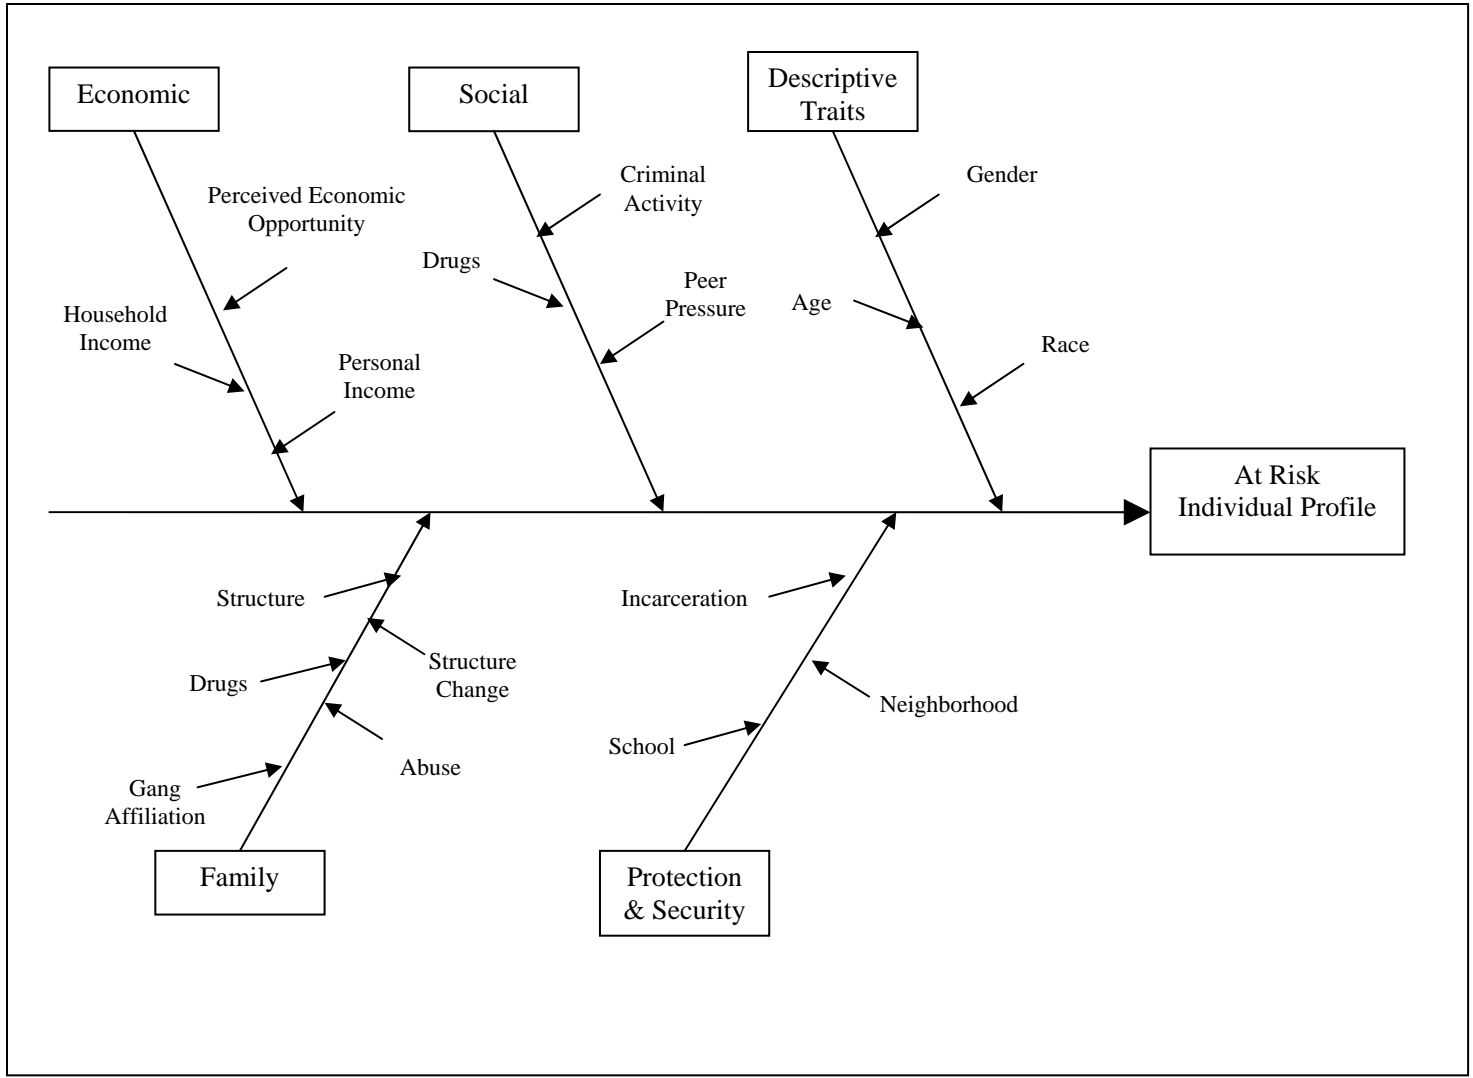 Economic
Social
Descriptive
Traits
Perceived Economic
Opportunity
Household
Income
Personal
Income
Criminal
Activity
Drugs
Peer
Pressure
Gender
Age
Race
At Risk
Individual Profile
Structure
Structure
Change
Drugs
Abuse
Gang
Affiliation
Family
Incarceration
Neighborhood
School
Protection
& Security